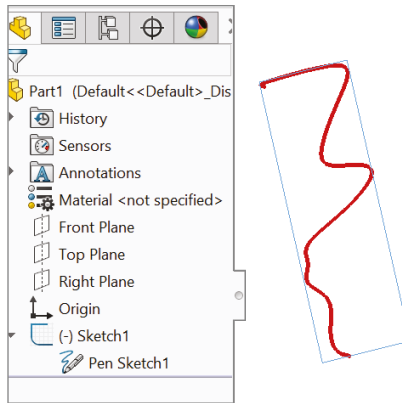 Part1 (Default<<Default>_Dis
History
Sensors
Annotations
Material <not specified>
Front Plane
Top Plane
Right Plane
Origin
(-) Sketch1
Pen Sketch1